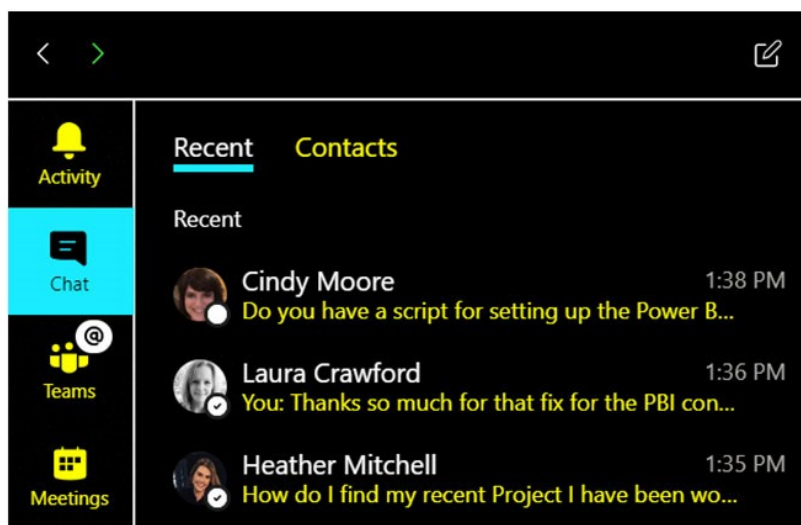 Activity
Chat
@
Teams
Meetings
Recent Contacts
Recent
Cindy Moore 1:38 PM
Do you have a script for setting up the Power B...
Laura Crawford 1:36 PM
You: Thanks so much for that fix for the PBI con...
Heather Mitchell 1:35 PM
How do I find my recent Project I have been wo...